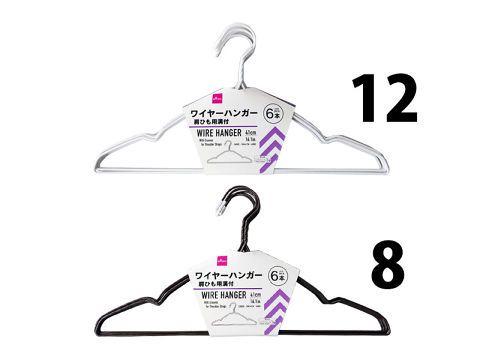 ワイヤーハンガー
肩ひも用溝付
6本
WIRE HANGER
41cm
16.1in.
With Grooves
for Shoulder Straps
12
ワイヤーハンガー
肩ひも用溝付
6本
WIRE HANGER
41cm
16.1in.
With Grooves
for Shoulder Straps
8